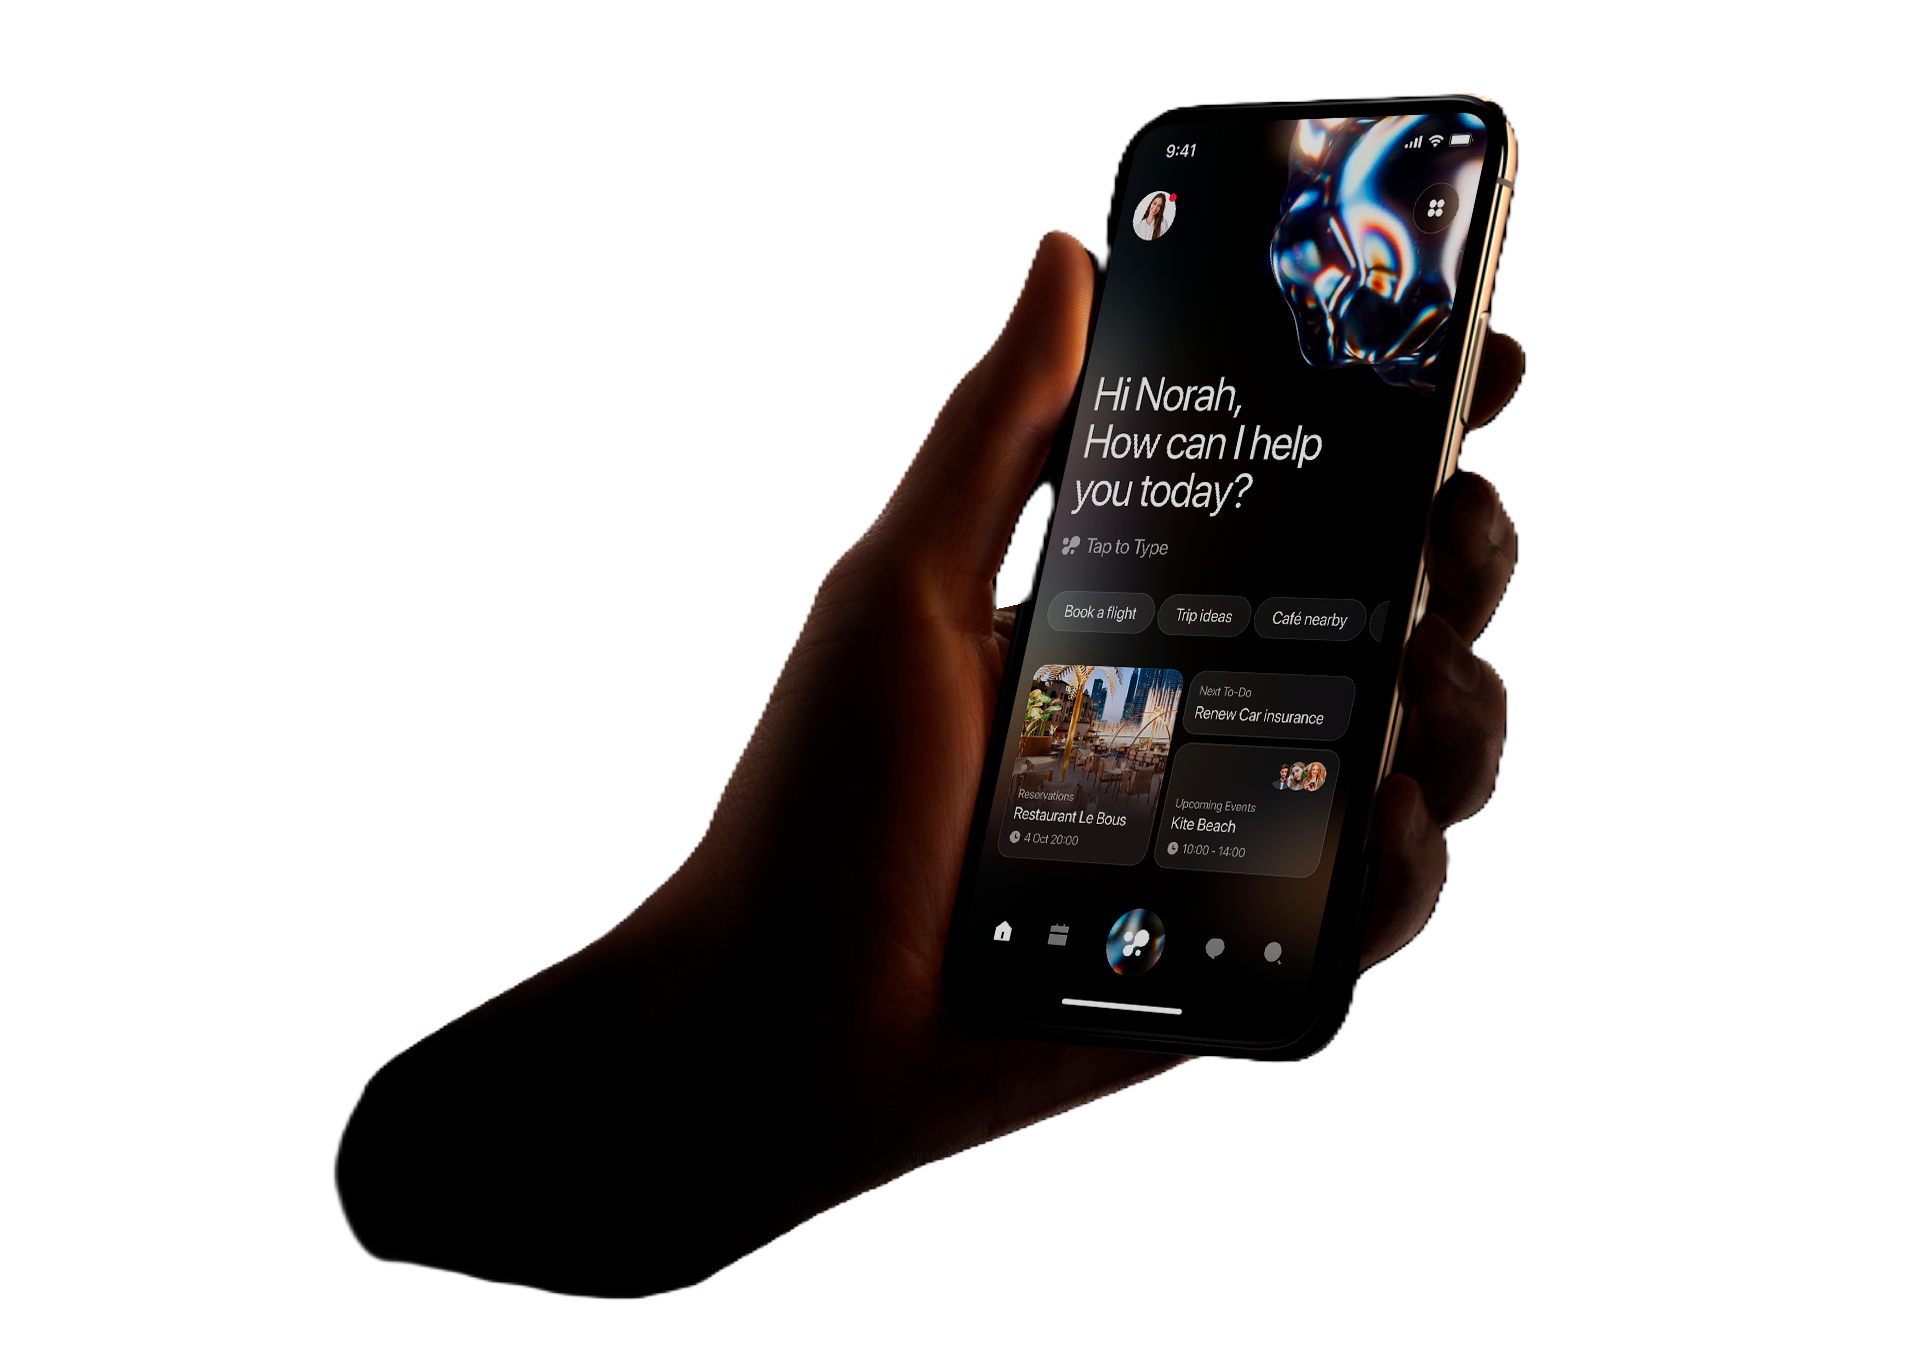 9:41
Hi Norah,
How can I help
you today?
Tap to Type
Book a flight
Trip ideas
Café nearby
Reservations
Restaurant Le Bous
4 Oct 20:00
Next To-Do
Renew Car insurance
Upcoming Events
Kite Beach
10:00 - 14:00